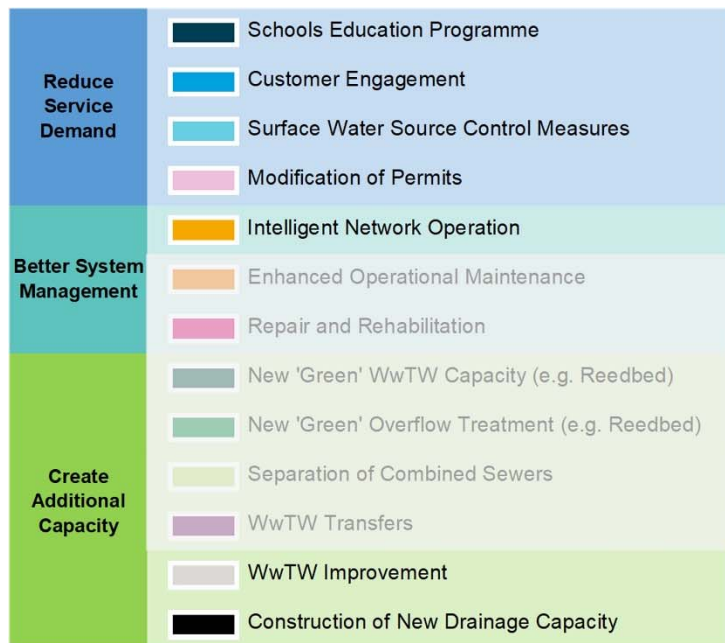 Reduce
Service
Demand
Schools Education Programme
Customer Engagement
Surface Water Source Control Measures
Modification of Permits
Better System
Management
Intelligent Network Operation
Enhanced Operational Maintenance
Repair and Rehabilitation
Create
Additional
Capacity
New 'Green' WwTW Capacity (e.g. Reedbed)
New 'Green' Overflow Treatment (e.g. Reedbed)
Separation of Combined Sewers
WwTW Transfers
WwTW Improvement
Construction of New Drainage Capacity